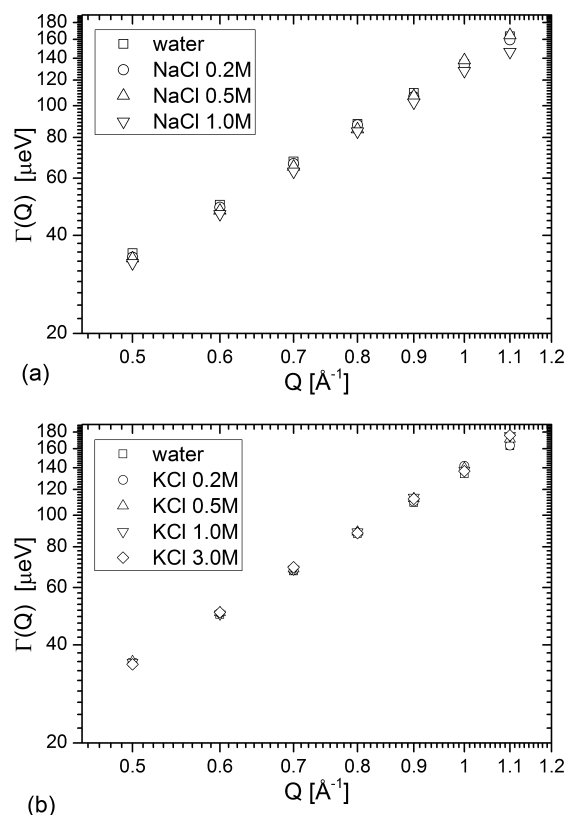 180
160
140
120
100
80
60
40
20
Γ(Q) [µeV]
water
NaCl 0.2M
NaCl 0.5M
NaCl 1.0M
0.5 0.6 0.7 0.8 0.9 1 1.1 1.2
(a)
Q [Å-1]
180
160
140
120
100
80
60
40
20
Γ(Q) [µeV]
water
KCl 0.2M
KCl 0.5M
KCl 1.0M
KCl 3.0M
0.5 0.6 0.7 0.8 0.9 1 1.1 1.2
Q [Å-1]
(b)